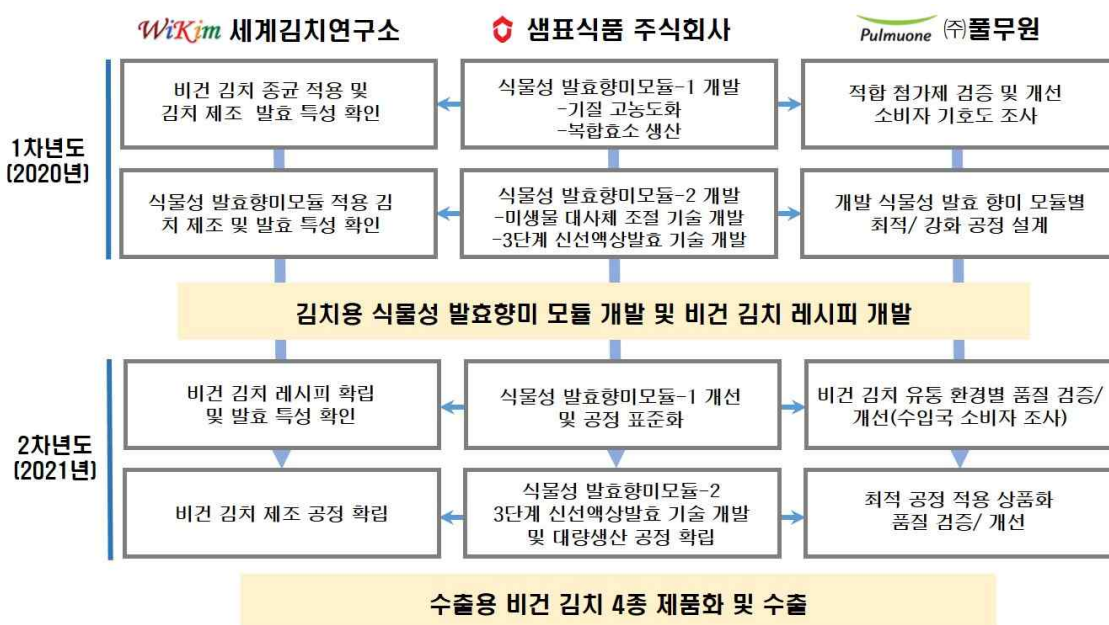 WiKim 세계김치연구소
샘표식품 주식회사
Pulmuone ㈜풀무원
1차년도
(2020년)
비건 김치 종균 적용 및
김치 제조 발효 특성 확인
식물성 발효향미모듈-1 개발
-기질 고농도화
-복합효소 생산
적합 첨가제 검증 및 개선
소비자 기호도 조사
식물성 발효향미모듈 적용 김
치 제조 및 발효 특성 확인
식물성 발효향미모듈-2 개발
-미생물 대사체 조절 기술 개발
-3단계 신선액상발효 기술 개발
개발 식물성 발효 향미 모듈별
최적/ 강화 공정 설계
김치용 식물성 발효향미 모듈 개발 및 비건 김치 레시피 개발
2차년도
(2021년)
비건 김치 레시피 확립
및 발효 특성 확인
식물성 발효향미모듈-1 개선
및 공정 표준화
비건 김치 유통 환경별 품질 검증/
개선(수입국 소비자 조사)
비건 김치 제조 공정 확립
식물성 발효향미모듈-2
3단계 신선액상발효 기술 개발
및 대량생산 공정 확립
최적 공정 적용 상품화
품질 검증/ 개선
수출용 비건 김치 4종 제품화 및 수출